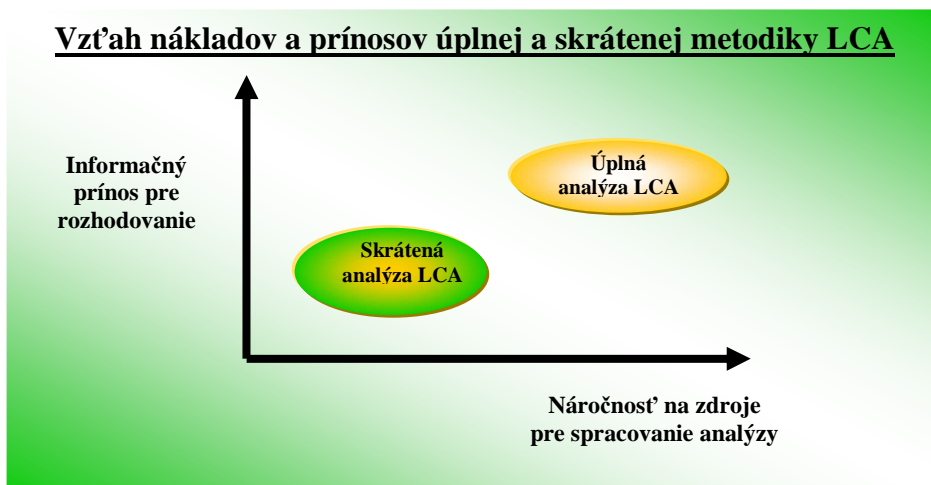 Vzťah nákladov a prínosov úplnej a skrátenej metodiky LCA
Informačný
prínos pre
rozhodovanie
Úplná
analýza LCA
Skrátená
analýza LCA
Náročnosť na zdroje
pre spracovanie analýzy